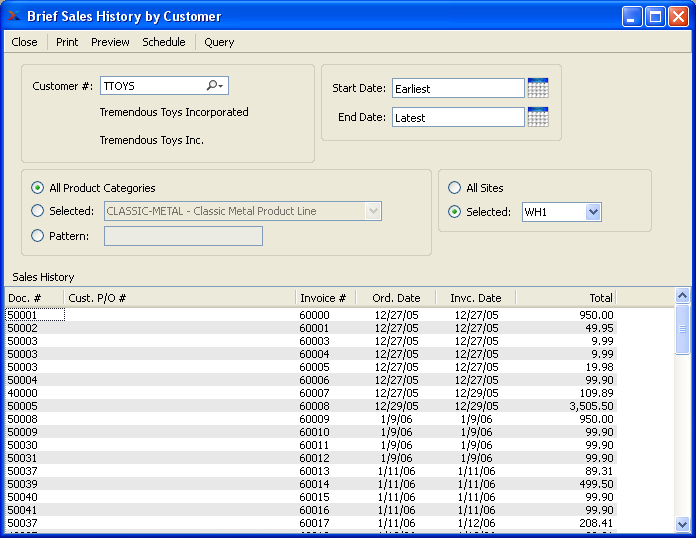 Brief Sales History by Customer
Close Print Preview Schedule Query
Customer #: TTOYS
Tremendous Toys Incorporated
Tremendous Toys Inc.
Start Date: Earliest
End Date: Latest
All Product Categories
Selected: CLASSIC-METAL - Classic Metal Product Line
Pattern:
All Sites
Selected: WH1
Sales History
Doc. # Cust. P/O # Invoice # Ord. Date Invc. Date Total
50001 60000 12/27/05 12/27/05 950.00
50002 60001 12/27/05 12/27/05 49.95
50003 60003 12/27/05 12/27/05 9.99
50003 60004 12/27/05 12/27/05 9.99
50003 60005 12/27/05 12/27/05 19.98
50004 60006 12/27/05 12/27/05 99.90
40000 60007 12/27/05 12/27/05 109.89
50005 60008 12/29/05 12/29/05 3,505.50
50008 60009 1/9/06 1/9/06 950.00
50009 60010 1/9/06 1/9/06 99.90
50030 60011 1/9/06 1/9/06 99.90
50031 60012 1/9/06 1/9/06 99.90
50037 60013 1/11/06 1/11/06 89.31
50039 60014 1/11/06 1/11/06 499.50
50040 60015 1/11/06 1/11/06 99.90
50041 60016 1/11/06 1/11/06 99.90
50037 60017 1/11/06 1/12/06 208.41